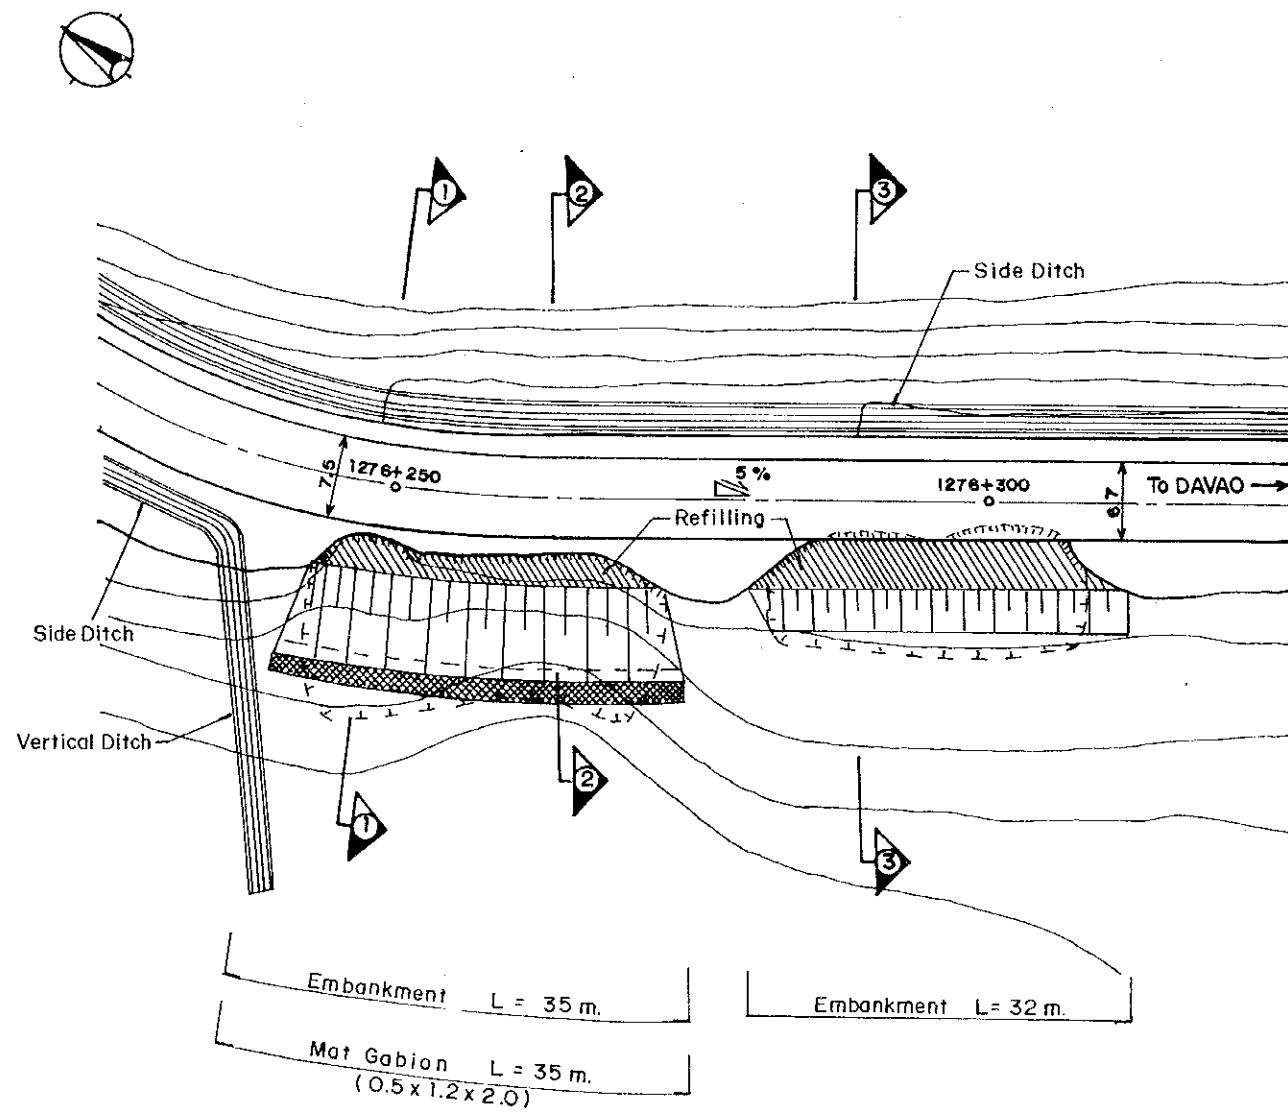 1
2
3
Side Ditch
7.5
1276+250
5 %
1276+300
6.7
To DAVAO
Refilling
Side Ditch
Vertical Ditch
2
1
3
Embankment L = 35 m.
Embankment L = 32 m.
Mat Gabion L = 35 m.
(0.5 x 1.2 x 2.0)